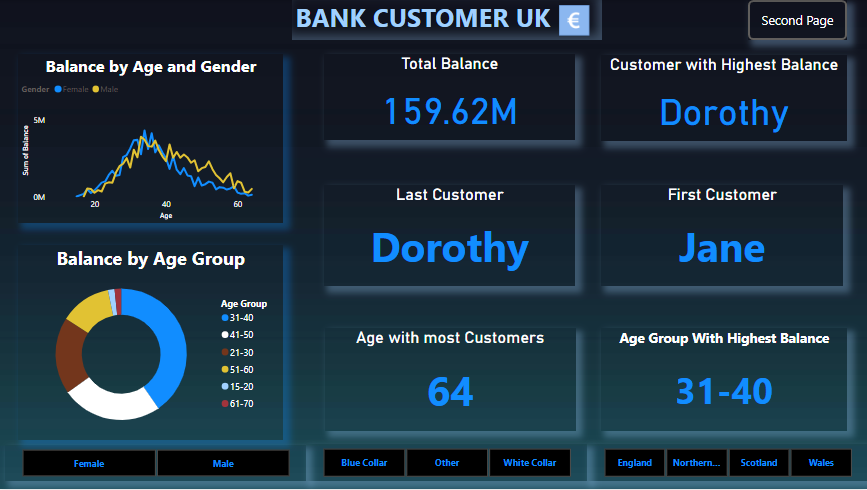 BANK CUSTOMER UK €
Second Page
Balance by Age and Gender
Gender Female Male
5M
Sum of Balance
0M
20 40 60
Age
Total Balance
159.62M
Customer with Highest Balance
Dorothy
Last Customer
Dorothy
First Customer
Jane
Balance by Age Group
Age Group
31-40
41-50
21-30
51-60
15-20
61-70
Age with most Customers
64
Age Group With Highest Balance
31-40
Female Male
Blue Collar Other White Collar
England Northern... Scotland Wales